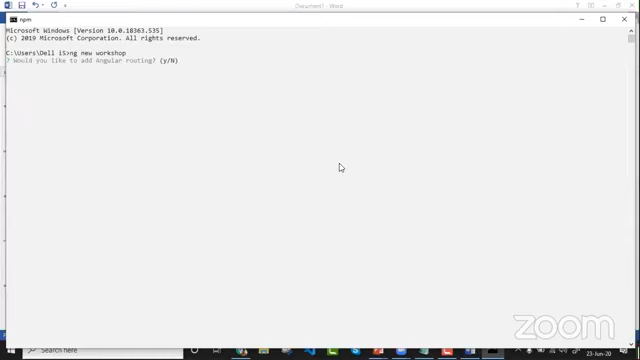 Document1 - Word
npm
Microsoft Windows [Version 10.0.18363.535]
(c) 2019 Microsoft Corporation. All rights reserved.
C:\Users\Dell i5>ng new workshop
? Would you like to add Angular routing? (y/N)
zoom
Search here
23-Jun-20